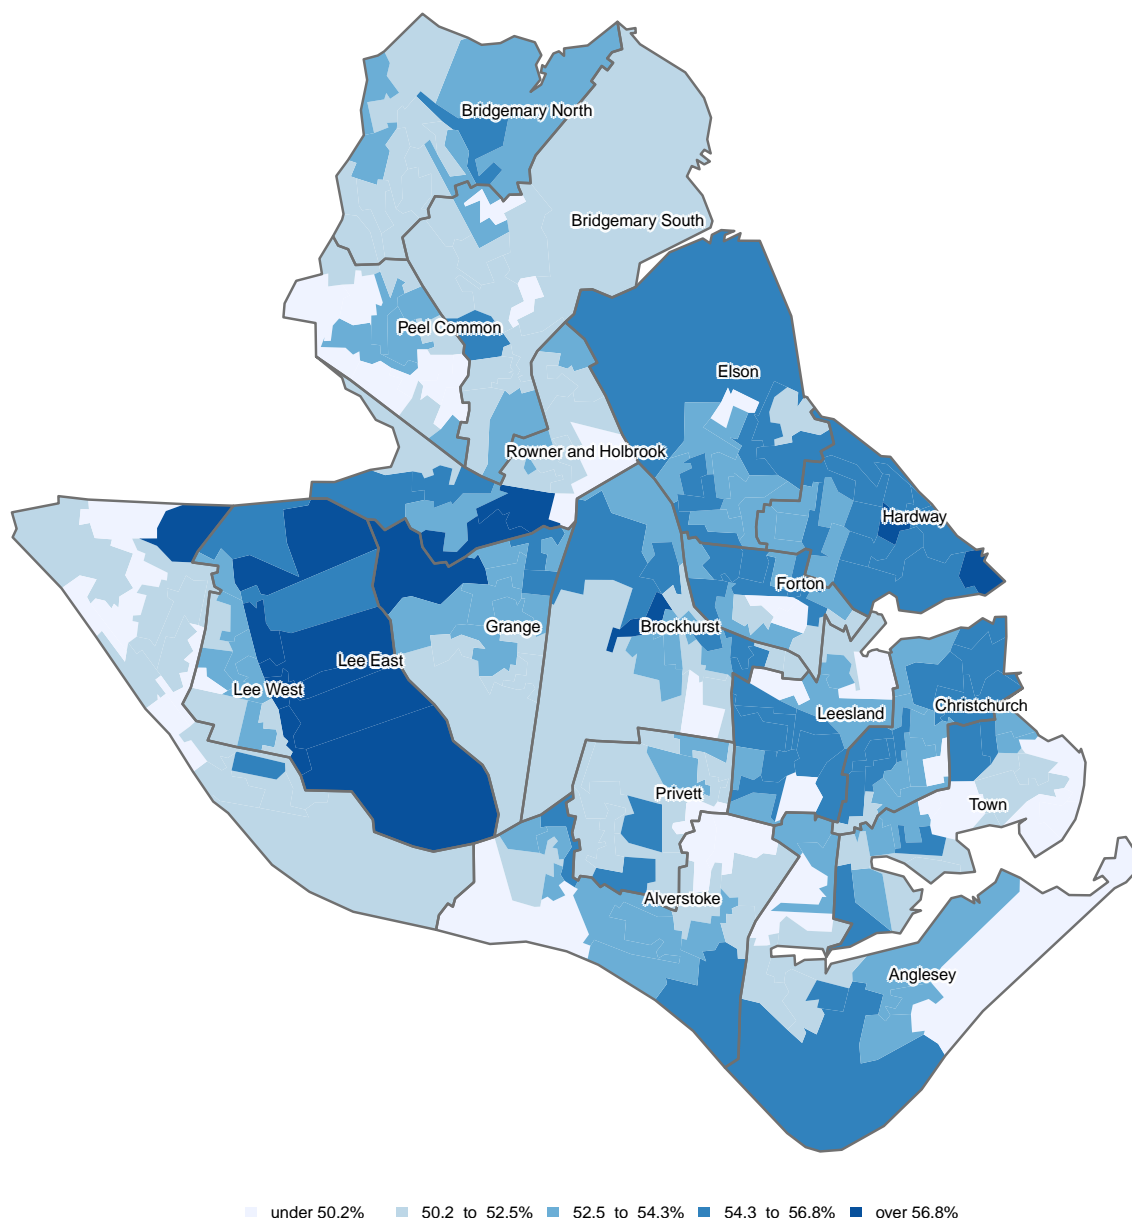 Bridgemary North
Bridgemary South
Peel Common
Elson
Rowner and Holbrook
Hardway
Forton
Grange
Brockhurst
Lee East
Lee West
Leesland
Christchurch
Privett
Town
Alverstoke
Anglesey
under 50.2%
50.2 to 52.5%
52.5 to 54.3%
54.3 to 56.8%
over 56.8%